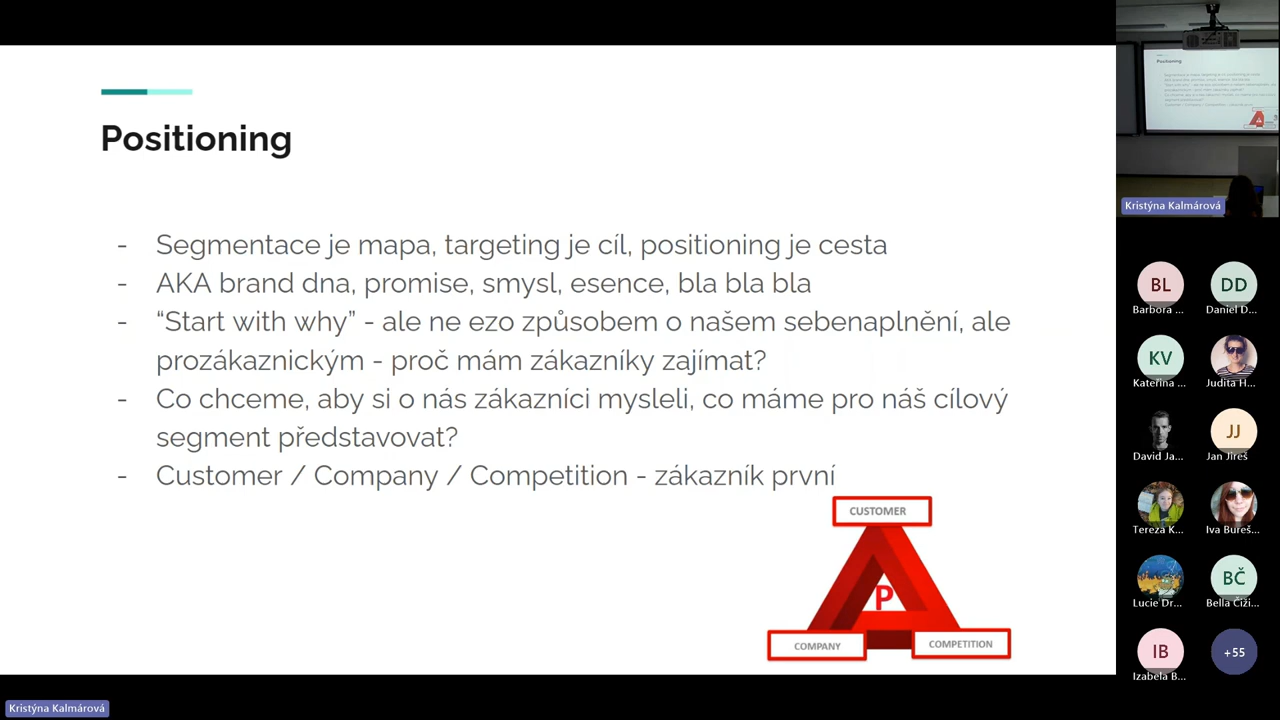 Positioning
- Segmentace je mapa, targeting je cíl, positioning je cesta
- AKA brand dna, promise, smysl, esence, bla bla bla
- “Start with why” - ale ne ezo způsobem o našem sebenaplnění, ale
prozákaznickým - proč mám zákazníky zajímat?
- Co chceme, aby si o nás zákazníci mysleli, co máme pro náš cílový
segment představovat?
- Customer / Company / Competition - zákazník první
CUSTOMER
P
COMPANY
COMPETITION
Kristýna Kalmárová
Positioning
Kristýna Kalmárová
BL
DD
Barbora ...
Daniel D...
KV
Kateřina ...
Judita H...
JJ
David Ja...
Jan Jireš
Tereza K...
Iva Bureš...
BČ
Lucie Dr...
Bella Čiži...
IB
+55
Izabela B...